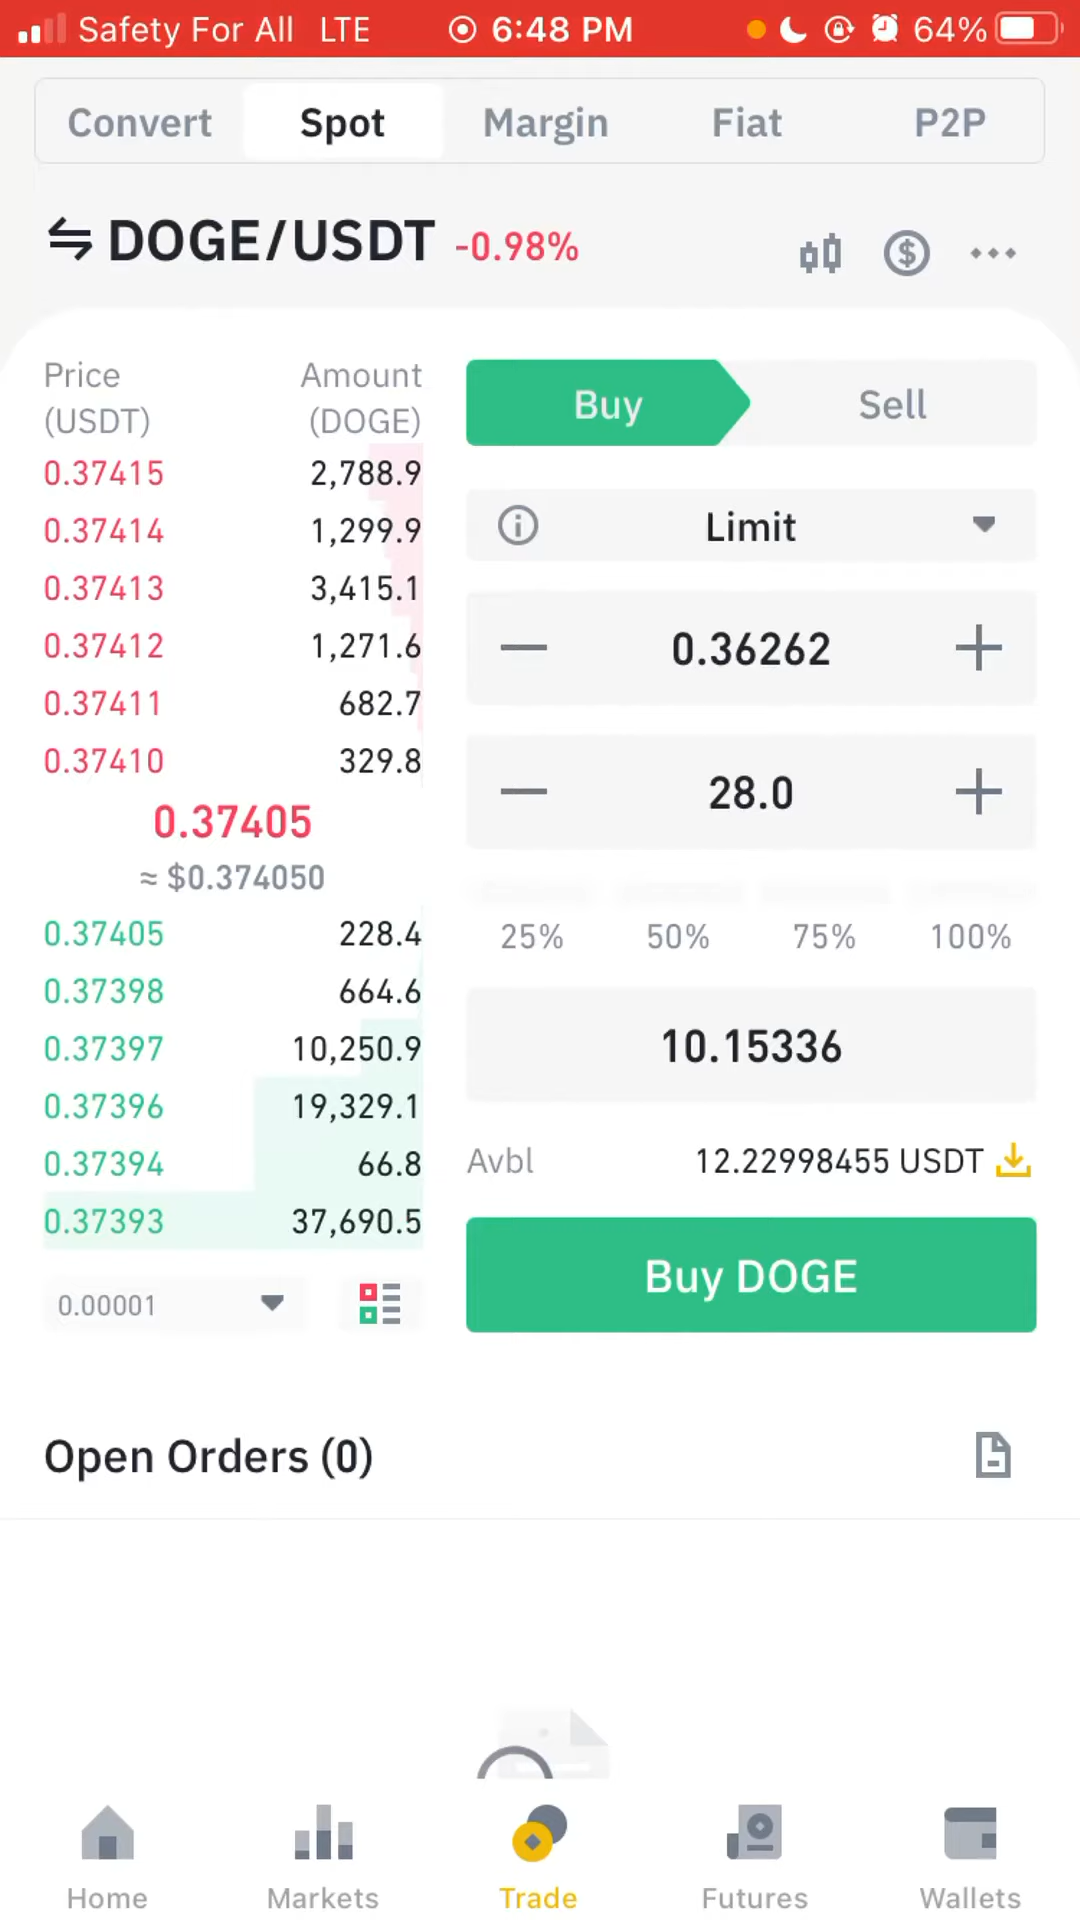 Safety For All LTE 6:48 PM 64%
Convert Spot Margin Fiat P2P
DOGE/USDT -0.98%
Price Amount
(USDT) (DOGE)
0.37415 2,788.9
0.37414 1,299.9
0.37413 3,415.1
0.37412 1,271.6
0.37411 682.7
0.37410 329.8
0.37405
≈ $0.374050
0.37405 228.4
0.37398 664.6
0.37397 10,250.9
0.37396 19,329.1
0.37394 66.8
0.37393 37,690.5
0.00001
Buy Sell
Limit
0.36262
28.0
25% 50% 75% 100%
10.15336
Avbl 12.22998455 USDT
Buy DOGE
Open Orders (0)
Home Markets Trade Futures Wallets